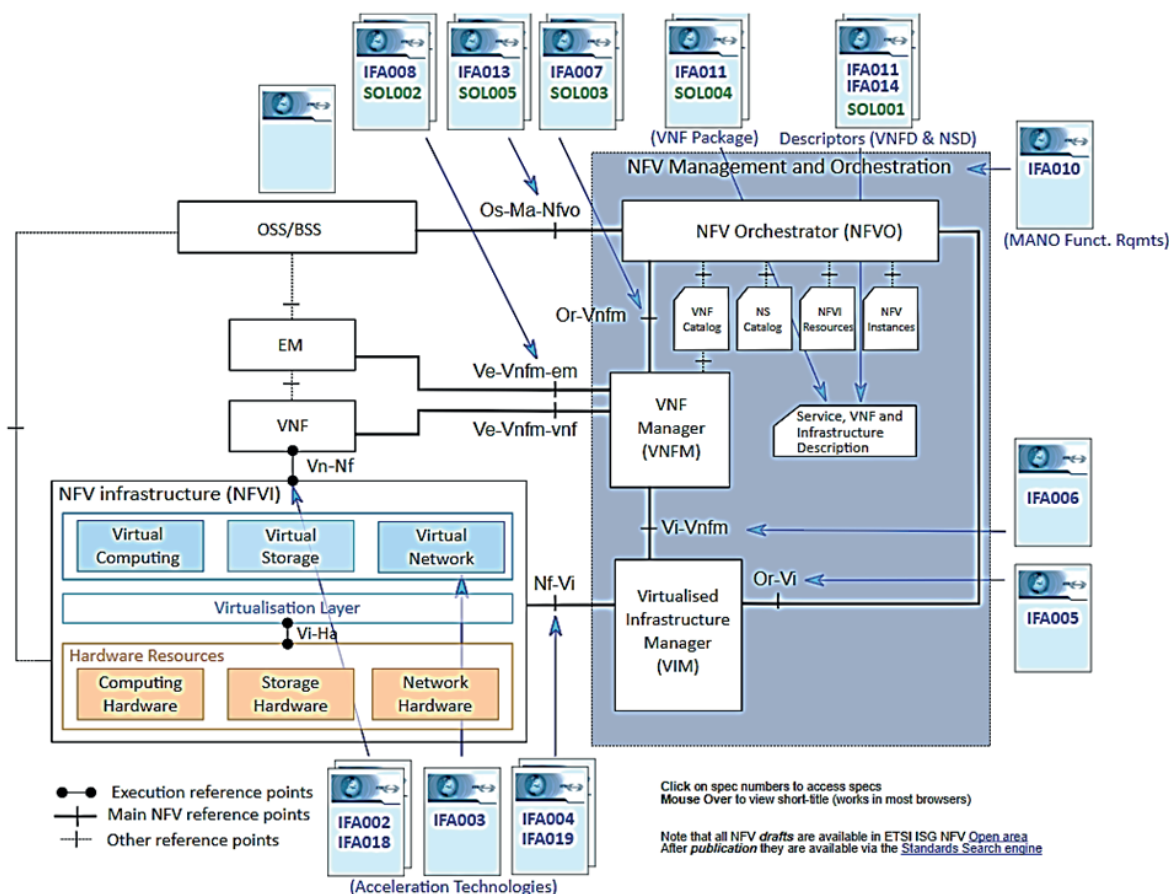 IFA008
SOL002
IFA013
SOL005
IFA007
SOL003
IFA011
SOL004
IFA011
IFA014
SOL001
(VNF Package)
Descriptors (VNFD & NSD)
IFA010
(MANO Funct. Rqmts)
NFV Management and Orchestration
Os-Ma-Nfvo
OSS/BSS
NFV Orchestrator (NFVO)
Or-Vnfm
VNF
Catalog
NS
Catalog
NFVI
Resources
NFV
Instances
EM
Ve-Vnfm-em
VNF
Ve-Vnfm-vnf
VNF
Manager
(VNFM)
Service, VNF and
Infrastructure
Description
Vn-Nf
NFV infrastructure (NFVI)
Virtual
Computing
Virtual
Storage
Virtual
Network
Virtualisation Layer
Vi-Ha
Hardware Resources
Computing
Hardware
Storage
Hardware
Network
Hardware
Nf-Vi
Vi-Vnfm
Or-Vi
Virtualised
Infrastructure
Manager
(VIM)
IFA006
IFA005
Execution reference points
Main NFV reference points
Other reference points
IFA002
IFA018
IFA003
IFA004
IFA019
(Acceleration Technologies)
Click on spec numbers to access specs
Mouse Over to view short-title (works in most browsers)
Note that all NFV drafts are available in ETSI ISG NFV Open area
After publication they are available via the Standards Search engine